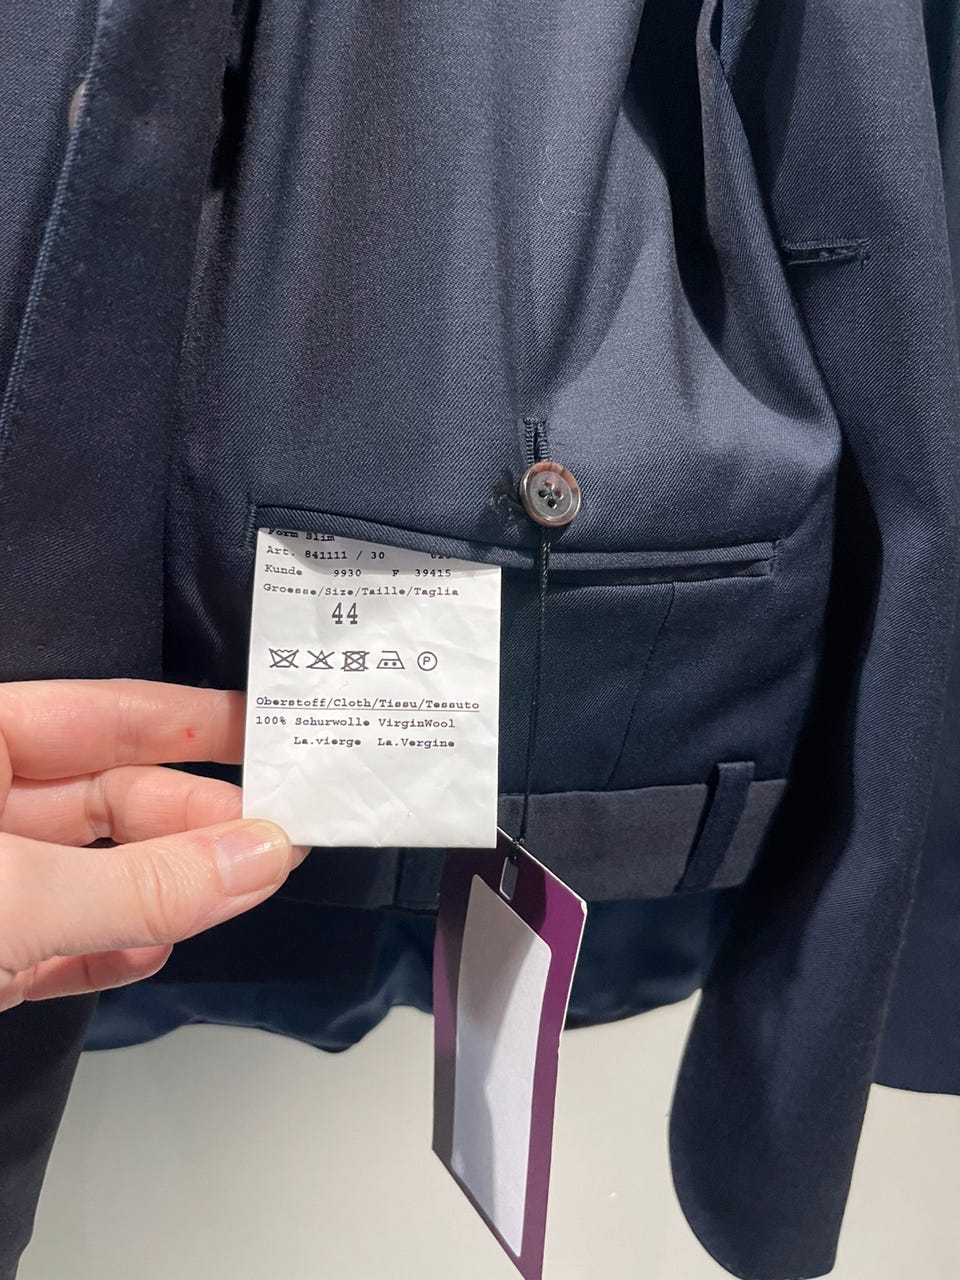 Form Slim
Art. 841111 / 30
Kunde 9930 F 39415
Groesse/Size/Taille/Taglia
44
P
Oberstoff/Cloth/Tissu/Tessuto
100% Schurwolle VirginWool
La.vierge La.Vergine